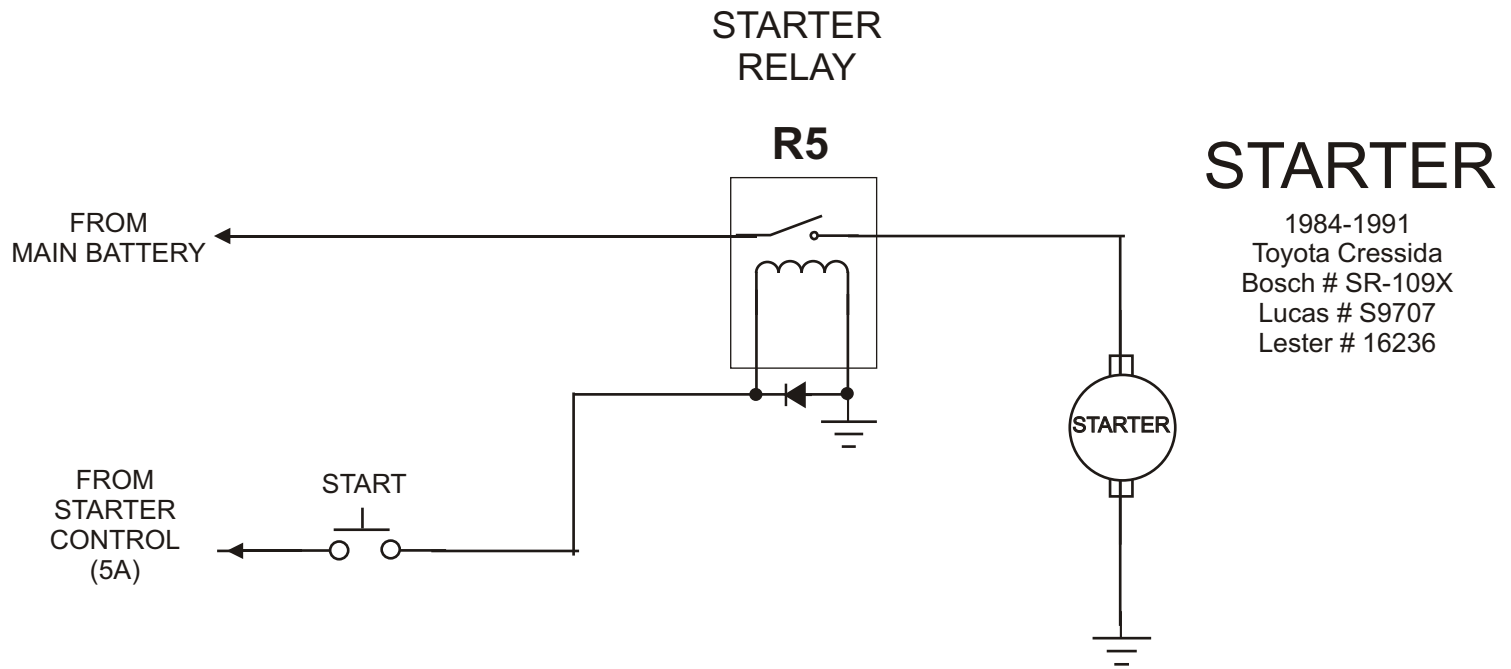 STARTER
RELAY
R5
STARTER
1984-1991
Toyota Cressida
Bosch # SR-109X
Lucas # S9707
Lester # 16236
FROM
MAIN BATTERY
STARTER
FROM
STARTER
CONTROL
(5A)
START